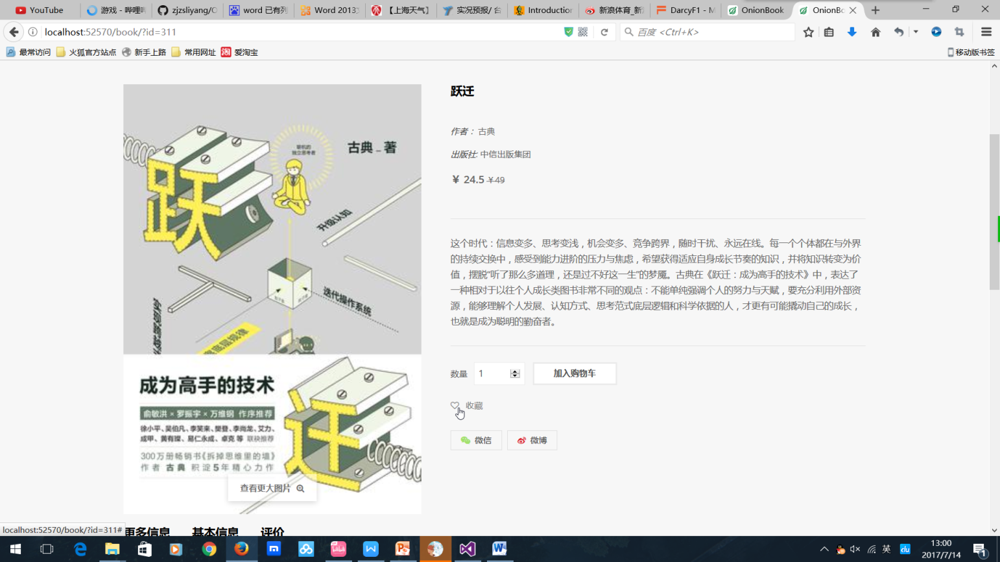 YouTube
游戏 - 哔哩哔
zjzsliyang/O
word 已有列
Word 2013文
【上海天气】
实况预报/ 台
Introduction
新浪体育_新
DarcyF1 - M
OnionBook
OnionBo
localhost:52570/book/?id=311
百度 <Ctrl+K>
最常访问
火狐官方站点
新手上路
常用网址
爱淘宝
移动版书签
跃迁
作者： 古典
出版社: 中信出版集团
¥ 24.5 ¥49
这个时代：信息变多、思考变浅，机会变多、竞争跨界，随时干扰、永远在线。每一个个体都在与外界
的持续交换中，感受到能力进阶的压力与焦虑，希望获得适应自身成长节奏的知识，并将知识转变为价
值，摆脱“听了那么多道理，还是过不好这一生”的梦魇。古典在《跃迁：成为高手的技术》中，表达了
一种相对于以往个人成长类图书非常不同的观点：不能单纯强调个人的努力与天赋，要充分利用外部资
源，能够理解个人发展、认知方式、思考范式底层逻辑和科学依据的人，才更有可能撬动自己的成长，
也就是成为聪明的勤奋者。
数量 1 加入购物车
收藏
微信 微博
跃
古典_著
联机的
独立思考者
升级认知
迭代操作系统
底层规律
迁
成为高手的技术
俞敏洪×罗振宇×万维钢 作序推荐
徐小平、吴伯凡、李笑来、樊登、李尚龙、艾力、
成甲、黄有璨、易仁永成、卓克 等 联袂推荐
300万册畅销书《拆掉思维里的墙》
作者 古典 积淀5年精心力作
查看更大图片
更多信息 基本信息 评价
localhost:52570/book/?id=311#
英
13:00
2017/7/14
1